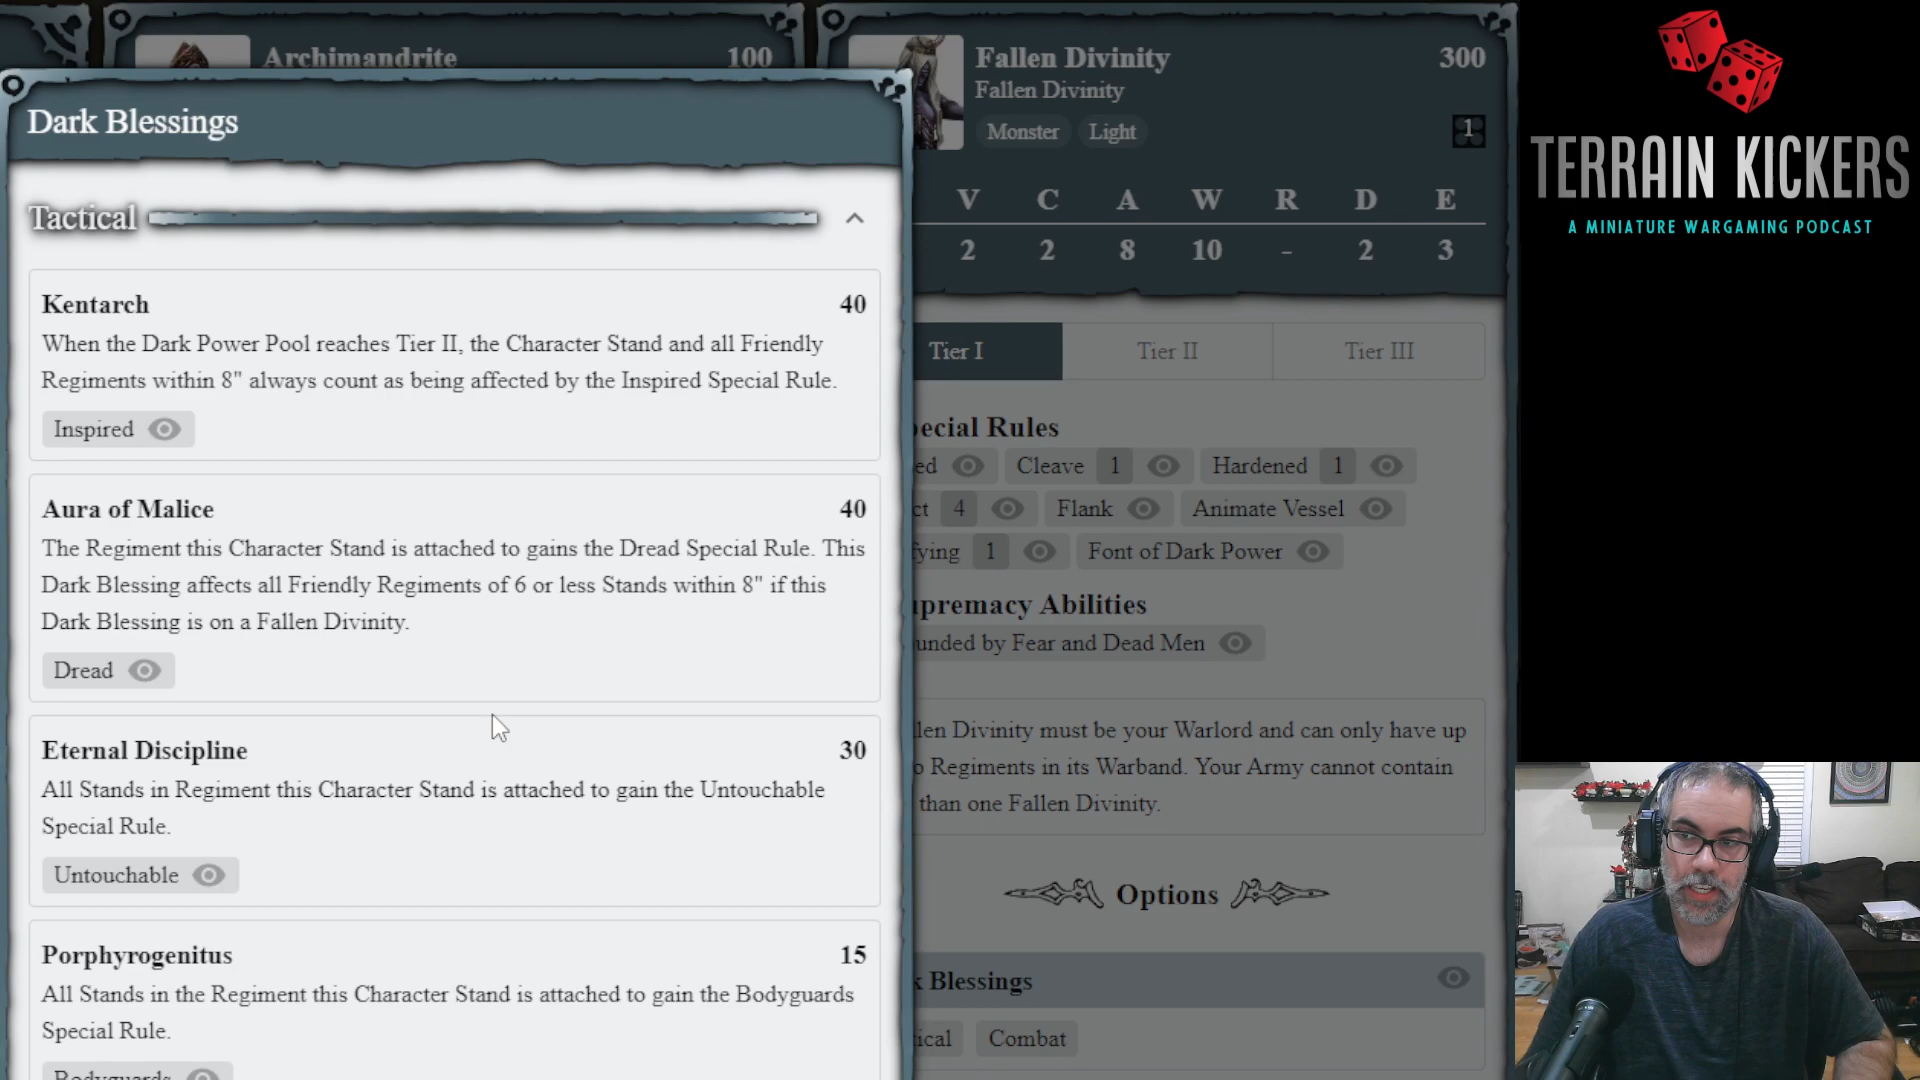 Archimandrite 100
Fallen Divinity 300
Fallen Divinity
Monster Light
1
V C A W R D E
2 2 8 10 - 2 3
Tier I Tier II Tier III
Cleave 1 Hardened 1
4 Flank Animate Vessel
1 Font of Dark Power
Rules
Abilities
by Fear and Dead Men
Divinity must be your Warlord and can only have up
Regiments in its Warband. Your Army cannot contain
than one Fallen Divinity.
Options
Blessings
Combat
Dark Blessings
Tactical
Kentarch 40
When the Dark Power Pool reaches Tier II, the Character Stand and all Friendly
Regiments within 8" always count as being affected by the Inspired Special Rule.
Inspired
Aura of Malice 40
The Regiment this Character Stand is attached to gains the Dread Special Rule. This
Dark Blessing affects all Friendly Regiments of 6 or less Stands within 8" if this
Dark Blessing is on a Fallen Divinity.
Dread
Eternal Discipline 30
All Stands in Regiment this Character Stand is attached to gain the Untouchable
Special Rule.
Untouchable
Porphyrogenitus 15
All Stands in the Regiment this Character Stand is attached to gain the Bodyguards
Special Rule.
Bodyguards
TERRAIN KICKERS
A MINIATURE WARGAMING PODCAST